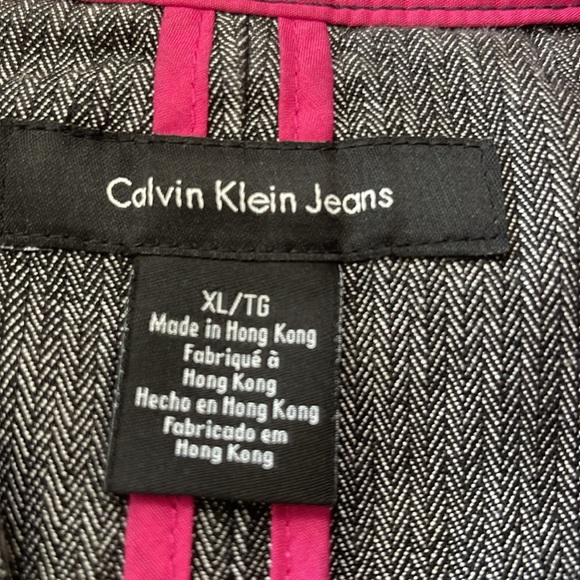 Calvin Klein Jeans
XL/TG
Made in Hong Kong
Fabriqué à
Hong Kong
Hecho en Hong Kong
Fabricado em
Hong Kong